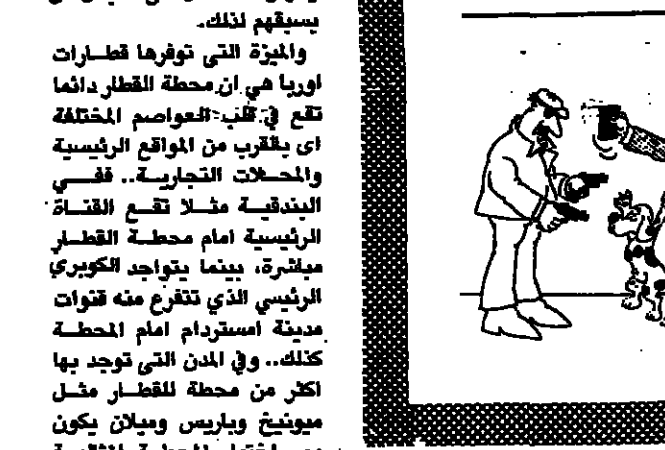 يسبقهم لذلك.
والميزة التي توفرها قطارات
اوربا هي ان محطة القطار دائما
تقع في قلب العواصم المختلفة
اى بالقرب من المواقع الرئيسية
والمحلات التجارية.. ففي
البندقية مثلا تقع القناة
الرئيسية امام محطة القطار
مباشرة، بينما يتواجد الكوبري
الرئيسي الذي تتفرع منه قنوات
مدينة امستردام امام المحطة
كذلك.. وفي المدن التي توجد بها
اكثر من محطة للقطار مثل
ميونيخ وباريس وميلان يكون